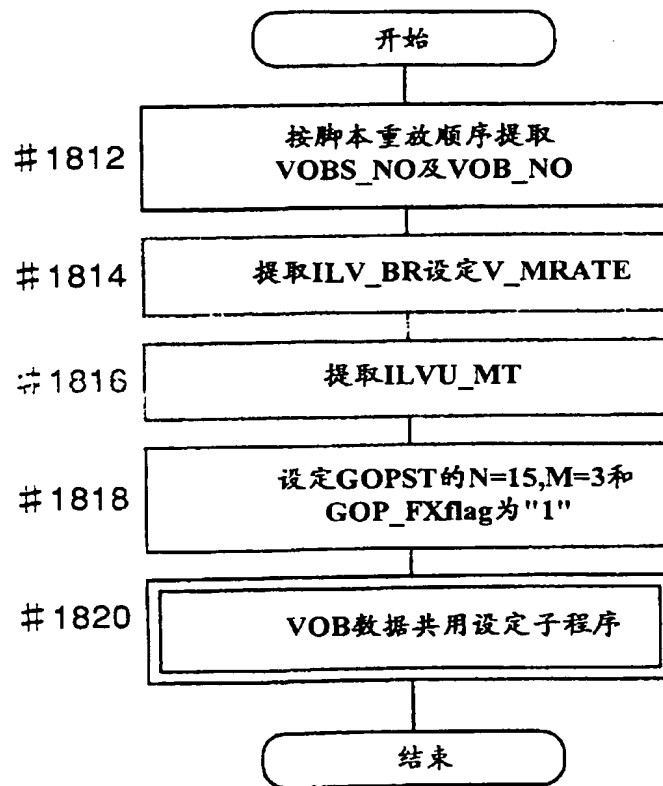 开始
#1812
按脚本重放顺序提取
VOBS_NO及VOB_NO
#1814
提取ILV_BR设定V_MRATE
#1816
提取ILVU_MT
#1818
设定GOPST的N=15,M=3和
GOP_FXflag为"1"
#1820
VOB数据共用设定子程序
结束